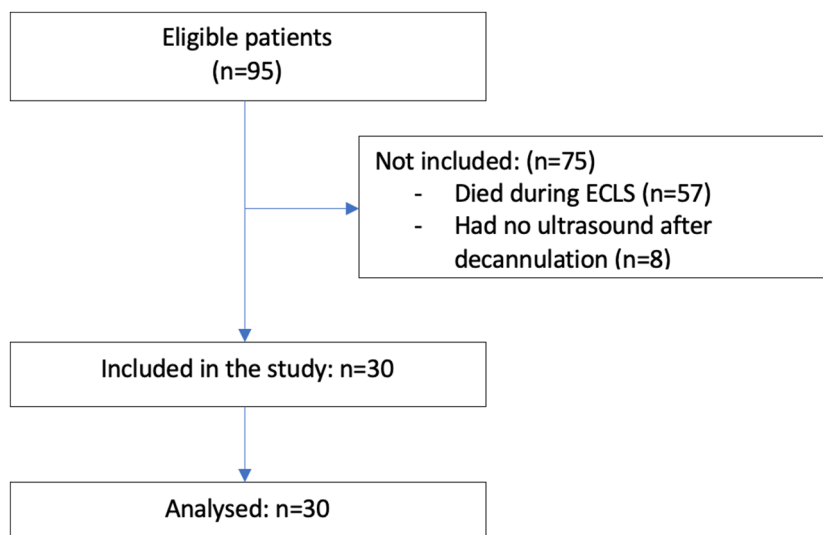 Eligible patients
(n=95)
Not included: (n=75)
- Died during ECLS (n=57)
- Had no ultrasound after
decannulation (n=8)
Included in the study: n=30
Analysed: n=30